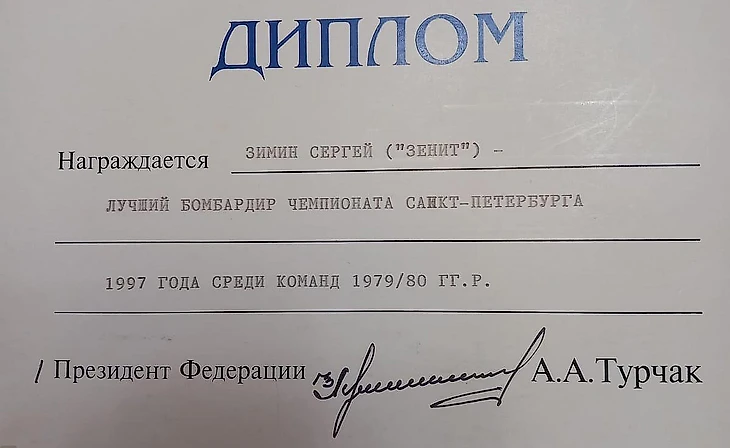 ДИПЛОМ
Награждается ЗИМИН СЕРГЕЙ ("ЗЕНИТ") –
ЛУЧШИЙ БОМБАРДИР ЧЕМПИОНАТА САНКТ-ПЕТЕРБУРГА
1997 ГОДА СРЕДИ КОМАНД 1979/80 ГГ.Р.
/ Президент Федерации А.А.Турчак